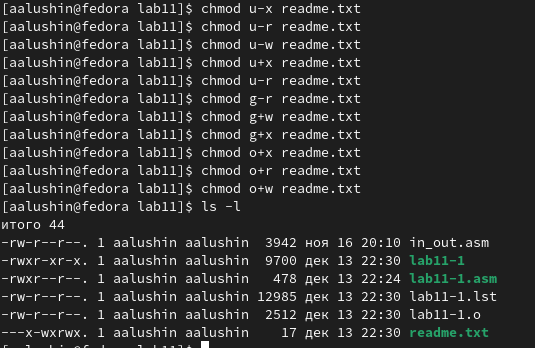 [aalushin@fedora lab11]$ chmod u-x readme.txt
[aalushin@fedora lab11]$ chmod u-r readme.txt
[aalushin@fedora lab11]$ chmod u-w readme.txt
[aalushin@fedora lab11]$ chmod u+x readme.txt
[aalushin@fedora lab11]$ chmod u-r readme.txt
[aalushin@fedora lab11]$ chmod g-r readme.txt
[aalushin@fedora lab11]$ chmod g+w readme.txt
[aalushin@fedora lab11]$ chmod g+x readme.txt
[aalushin@fedora lab11]$ chmod o+x readme.txt
[aalushin@fedora lab11]$ chmod o+r readme.txt
[aalushin@fedora lab11]$ chmod o+w readme.txt
[aalushin@fedora lab11]$ ls -l
итого 44
-rw-r--r--. 1 aalushin aalushin  3942 ноя 16 20:10 in_out.asm
-rwxr-xr-x. 1 aalushin aalushin  9700 дек 13 22:30 lab11-1
-rwxr--r--. 1 aalushin aalushin   478 дек 13 22:24 lab11-1.asm
-rw-r--r--. 1 aalushin aalushin 12985 дек 13 22:30 lab11-1.lst
-rw-r--r--. 1 aalushin aalushin  2512 дек 13 22:30 lab11-1.o
---x-wxrwx. 1 aalushin aalushin    17 дек 13 22:30 readme.txt
[aalushin@fedora lab11]$